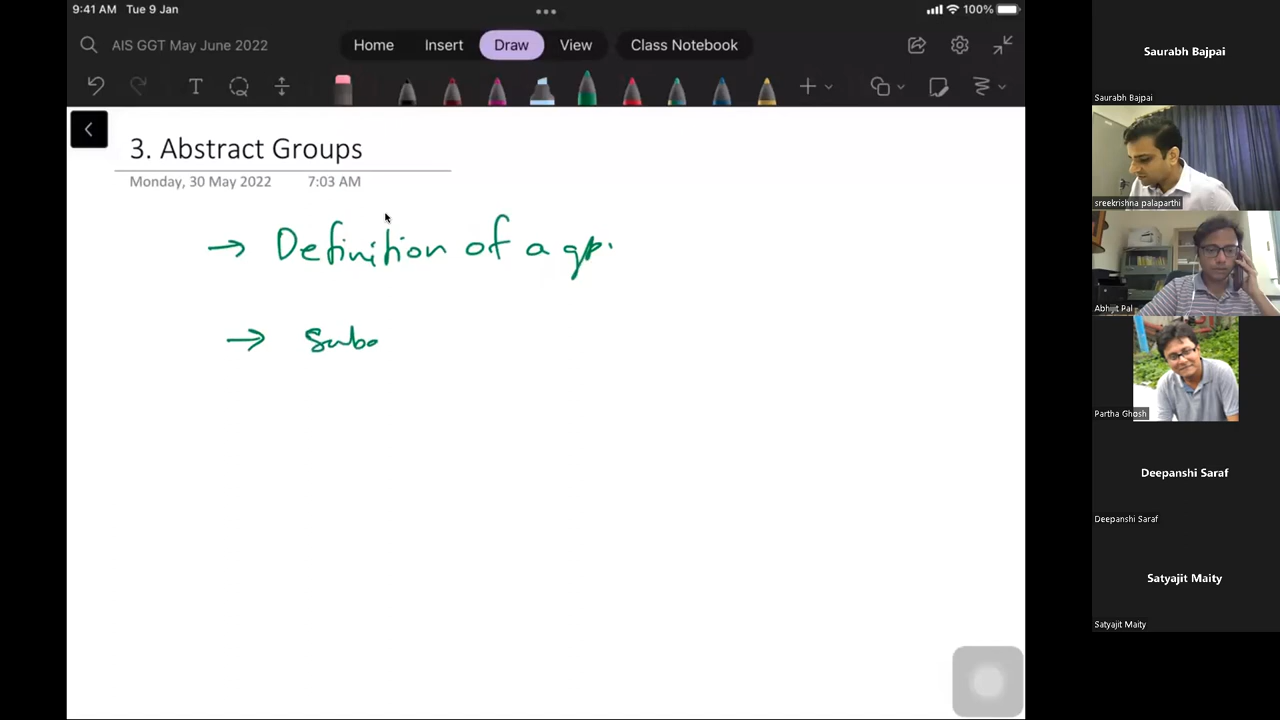 9:41 AM Tue 9 Jan
100%
AIS GGT May June 2022
Home Insert Draw View Class Notebook
3. Abstract Groups
Monday, 30 May 2022 7:03 AM
→ Definition of a gp.
→ Subo
Saurabh Bajpai
Saurabh Bajpai
sreekrishna palaparthi
Abhijit Pal
Partha Ghosh
Deepanshi Saraf
Deepanshi Saraf
Satyajit Maity
Satyajit Maity